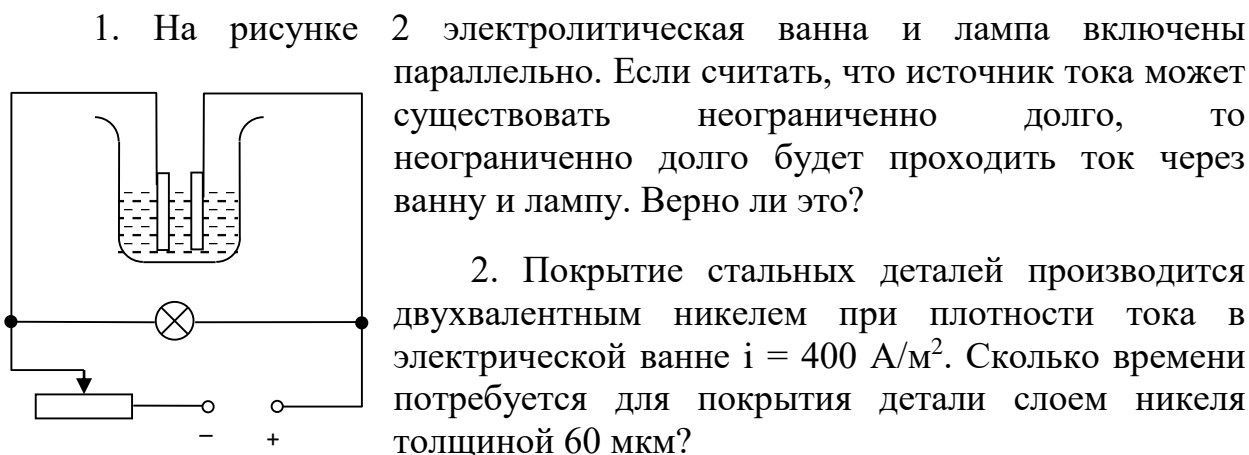 1. На рисунке 2 электролитическая ванна и лампа включены
параллельно. Если считать, что источник тока может
существовать неограниченно долго, то
неограниченно долго будет проходить ток через
ванну и лампу. Верно ли это?
2. Покрытие стальных деталей производится
двухвалентным никелем при плотности тока в
электрической ванне i = 400 А/м². Сколько времени
потребуется для покрытия детали слоем никеля
толщиной 60 мкм?
− +